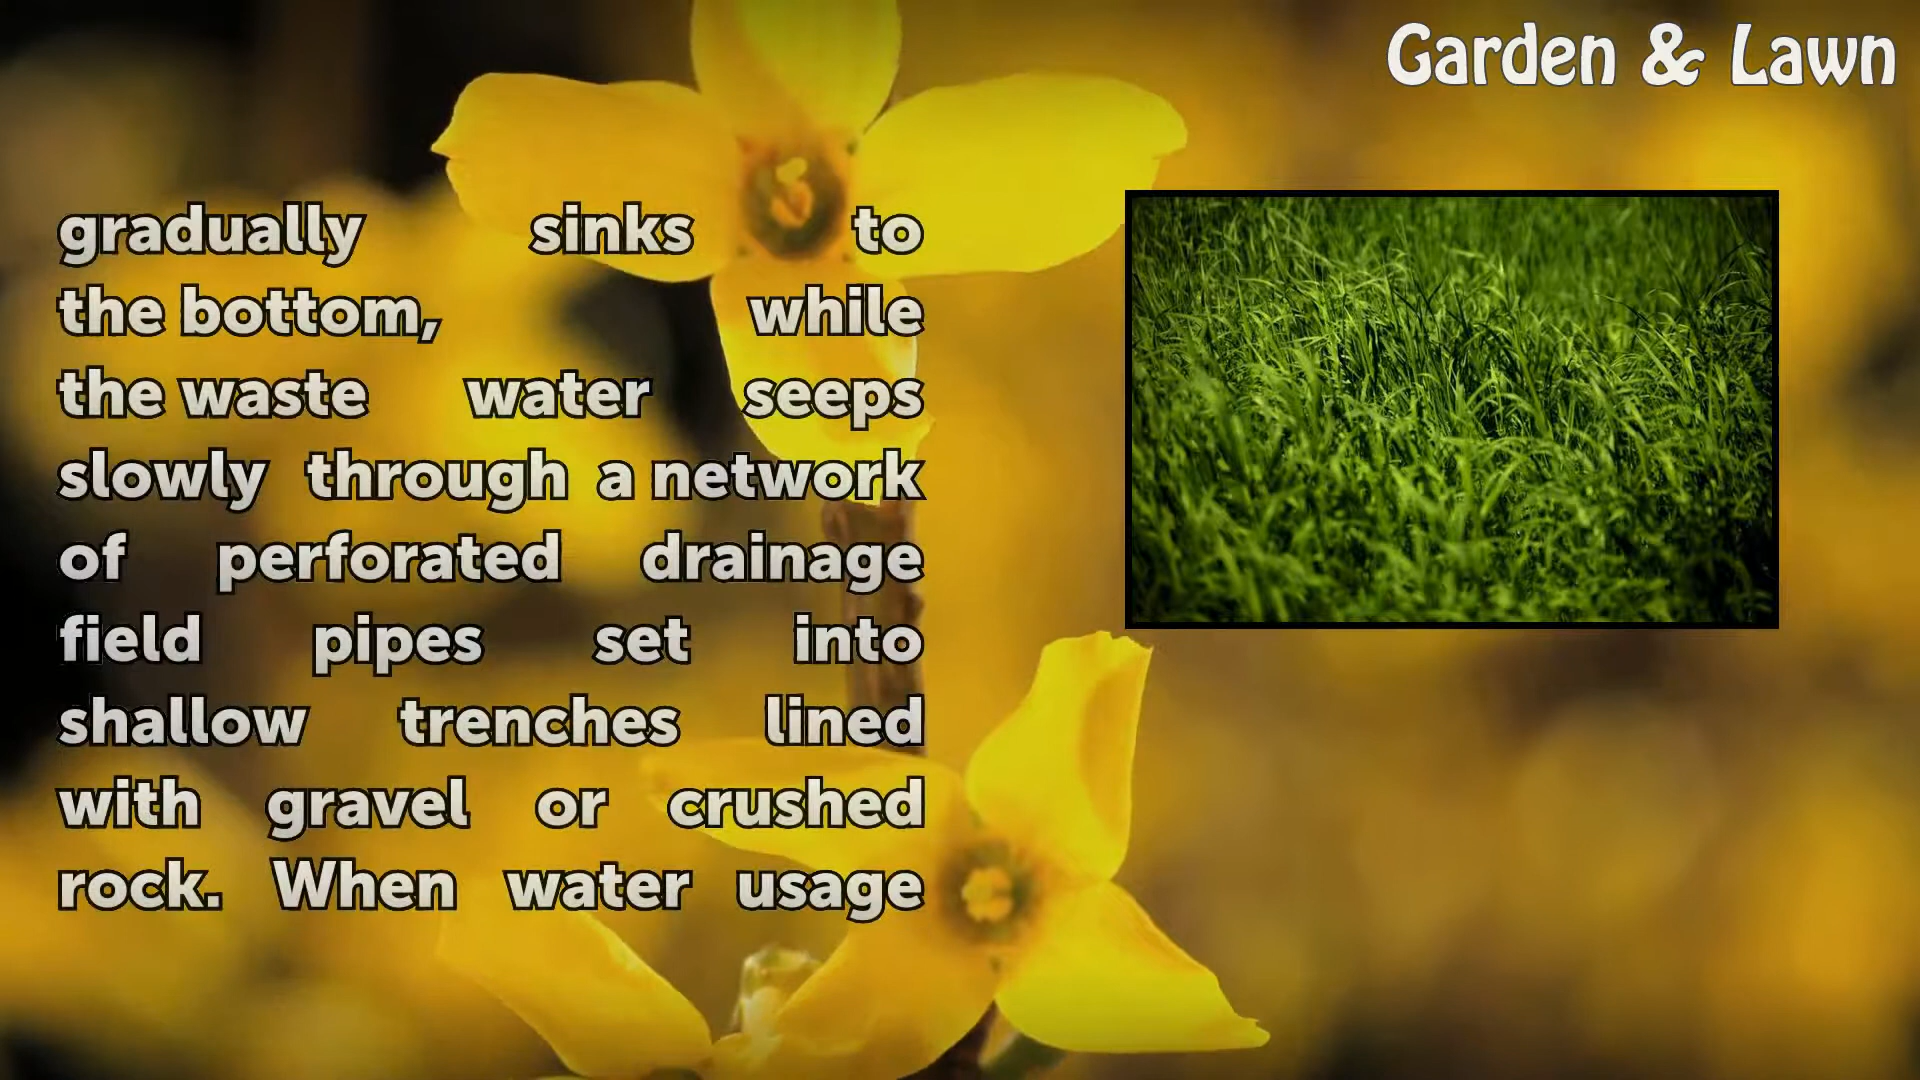 Garden & Lawn
gradually sinks to
the bottom, while
the waste water seeps
slowly through a network
of perforated drainage
field pipes set into
shallow trenches lined
with gravel or crushed
rock. When water usage